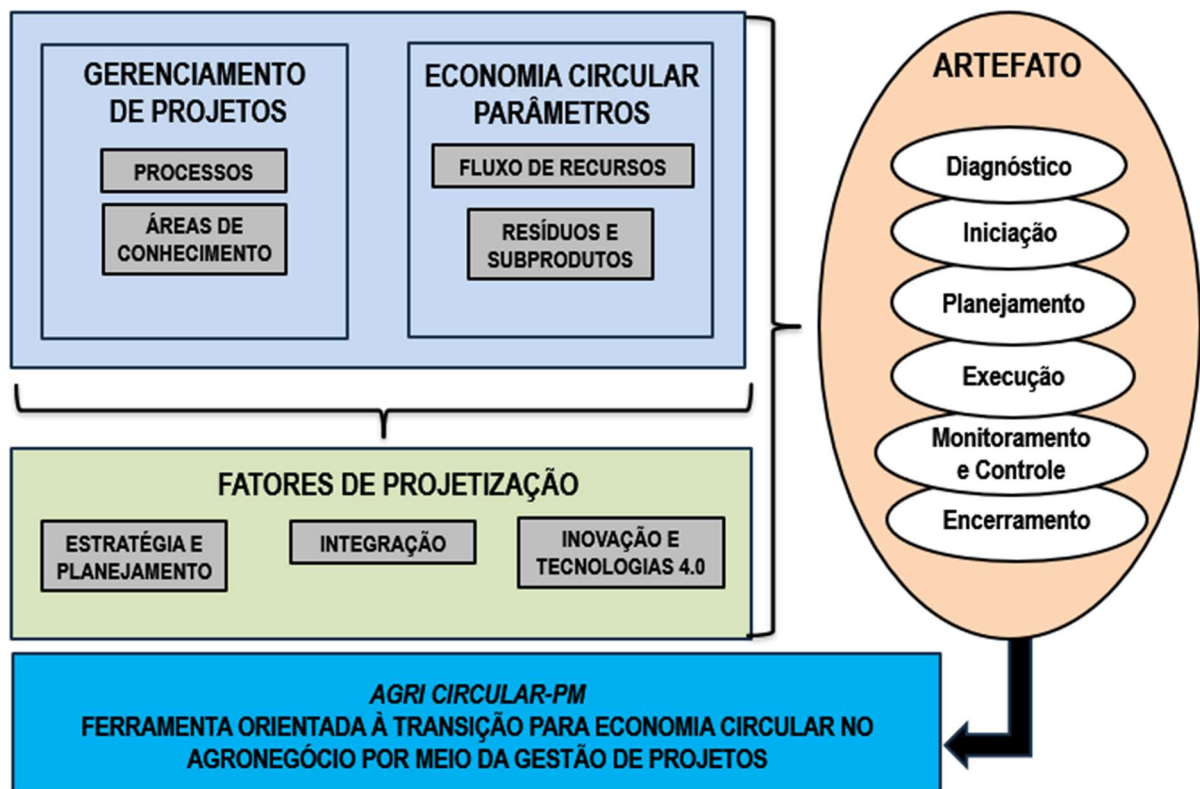 GERENCIAMENTO
DE PROJETOS
PROCESSOS
ÁREAS DE
CONHECIMENTO
ECONOMIA CIRCULAR
PARÂMETROS
FLUXO DE RECURSOS
RESÍDUOS E
SUBPRODUTOS
FATORES DE PROJETIZAÇÃO
ESTRATÉGIA E
PLANEJAMENTO
INTEGRAÇÃO
INOVAÇÃO E
TECNOLOGIAS 4.0
ARTEFATO
Diagnóstico
Iniciação
Planejamento
Execução
Monitoramento
e Controle
Encerramento
AGRI CIRCULAR-PM
FERRAMENTA ORIENTADA À TRANSIÇÃO PARA ECONOMIA CIRCULAR NO
AGRONEGÓCIO POR MEIO DA GESTÃO DE PROJETOS